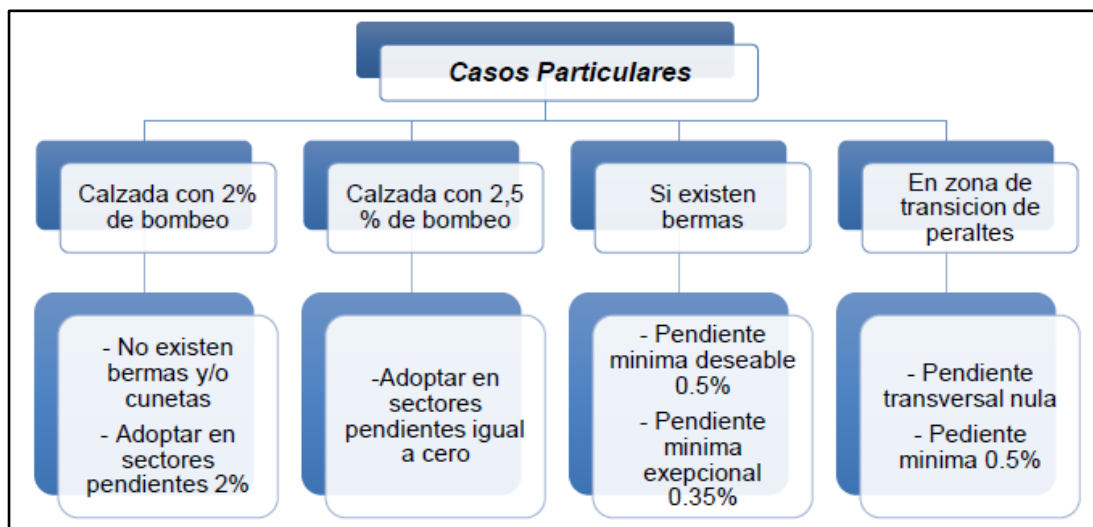 Casos Particulares
Calzada con 2%
de bombeo
- No existen
bermas y/o
cunetas
- Adoptar en
sectores
pendientes 2%
Calzada con 2,5
% de bombeo
-Adoptar en
sectores
pendientes igual
a cero
Si existen
bermas
- Pendiente
minima deseable
0.5%
- Pendiente
minima
exepcional
0.35%
En zona de
transicion de
peraltes
- Pendiente
transversal nula
- Pediente
minima 0.5%